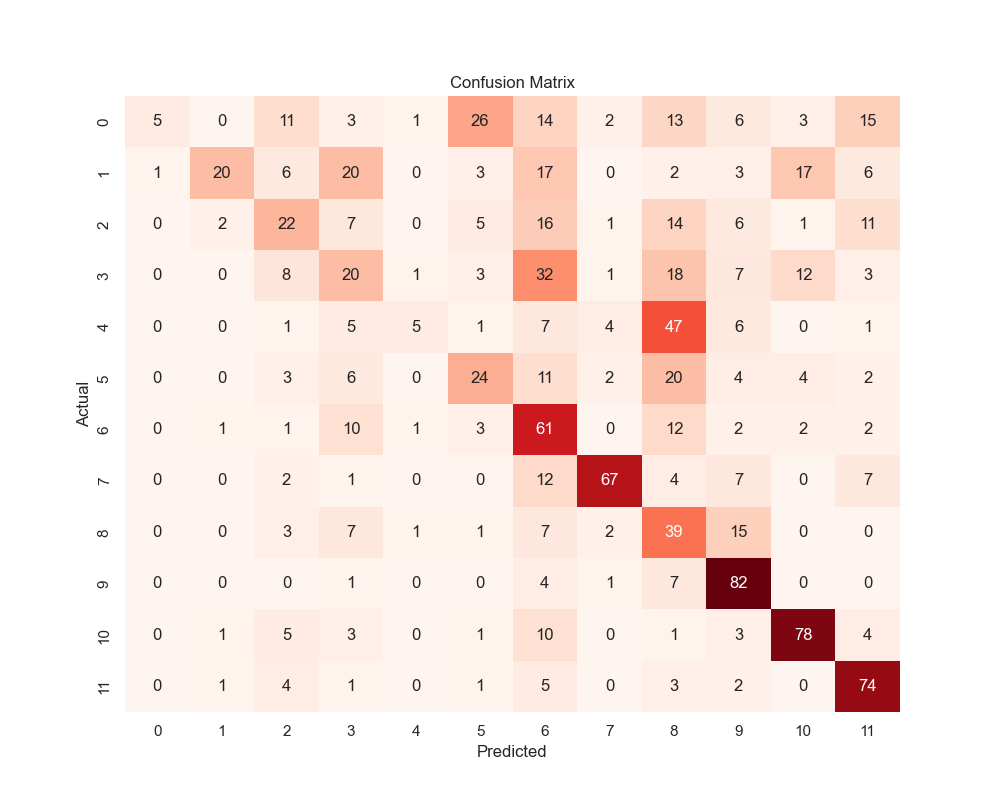 Confusion Matrix
0 5 0 11 3 1 26 14 2 13 6 3 15
1 1 20 6 20 0 3 17 0 2 3 17 6
2 0 2 22 7 0 5 16 1 14 6 1 11
3 0 0 8 20 1 3 32 1 18 7 12 3
4 0 0 1 5 5 1 7 4 47 6 0 1
Actual
5 0 0 3 6 0 24 11 2 20 4 4 2
6 0 1 1 10 1 3 61 0 12 2 2 2
7 0 0 2 1 0 0 12 67 4 7 0 7
8 0 0 3 7 1 1 7 2 39 15 0 0
9 0 0 0 1 0 0 4 1 7 82 0 0
10 0 1 5 3 0 1 10 0 1 3 78 4
11 0 1 4 1 0 1 5 0 3 2 0 74
0 1 2 3 4 5 6 7 8 9 10 11
Predicted